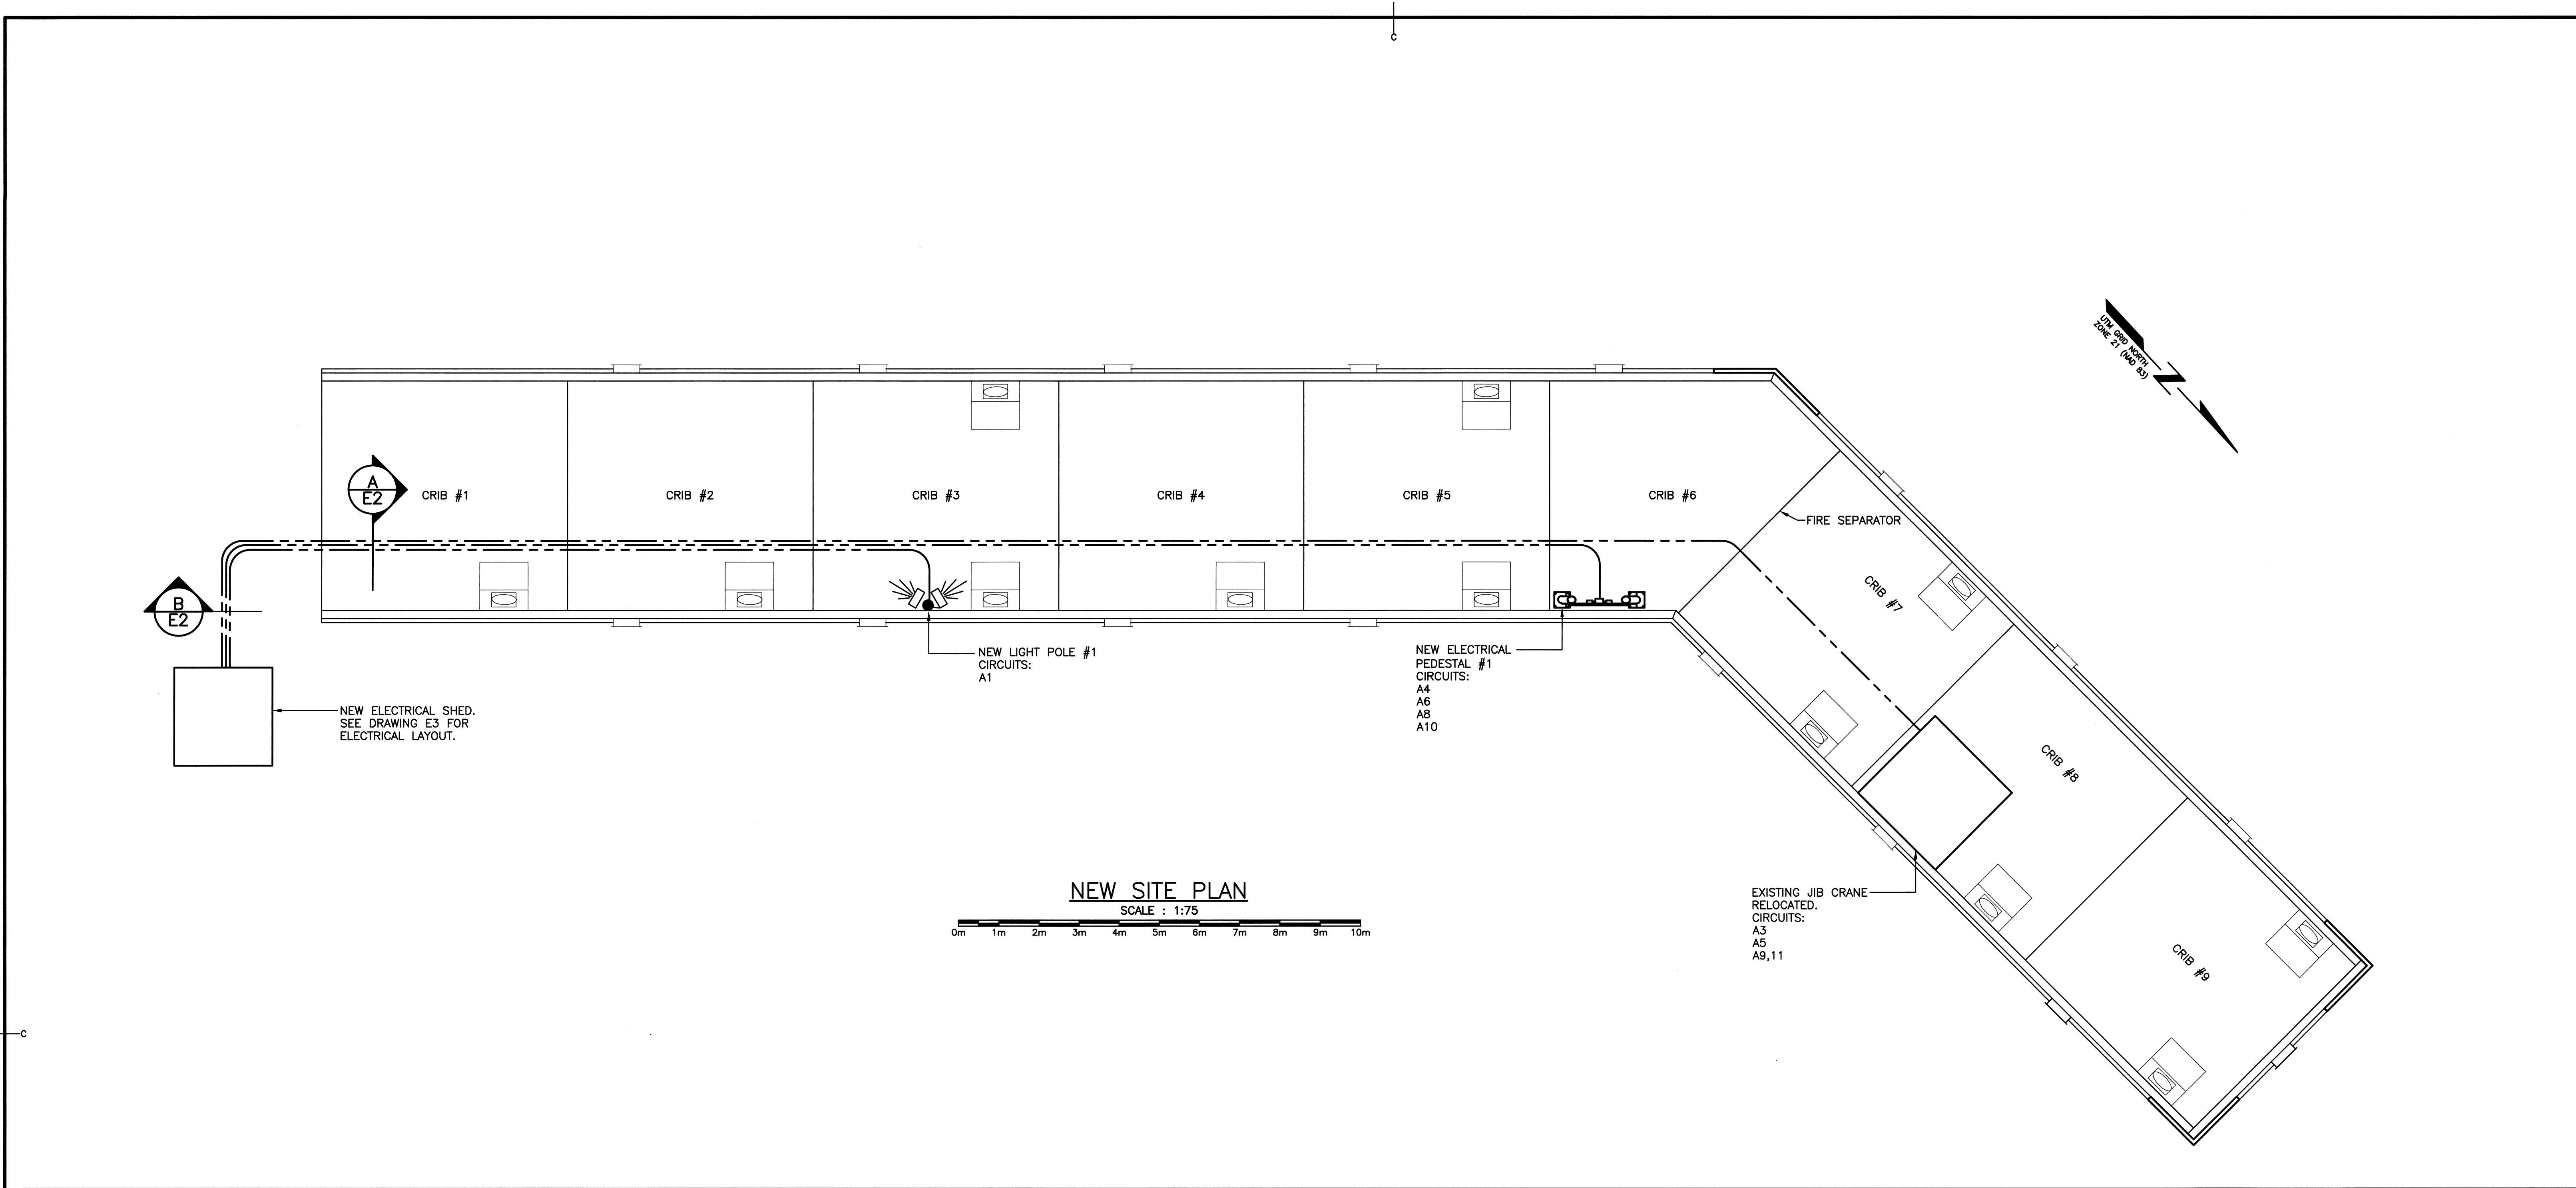 C
UTM GRID NORTH
ZONE 21 (NAD 83)
N
A
E2
CRIB #1
CRIB #2
CRIB #3
CRIB #4
CRIB #5
CRIB #6
FIRE SEPARATOR
CRIB #7
B
E2
NEW LIGHT POLE #1
CIRCUITS:
A1
NEW ELECTRICAL
PEDESTAL #1
CIRCUITS:
A4
A6
A8
A10
NEW ELECTRICAL SHED.
SEE DRAWING E3 FOR
ELECTRICAL LAYOUT.
CRIB #8
NEW SITE PLAN
SCALE : 1:75
0m 1m 2m 3m 4m 5m 6m 7m 8m 9m 10m
EXISTING JIB CRANE
RELOCATED.
CIRCUITS:
A3
A5
A9,11
CRIB #9
C